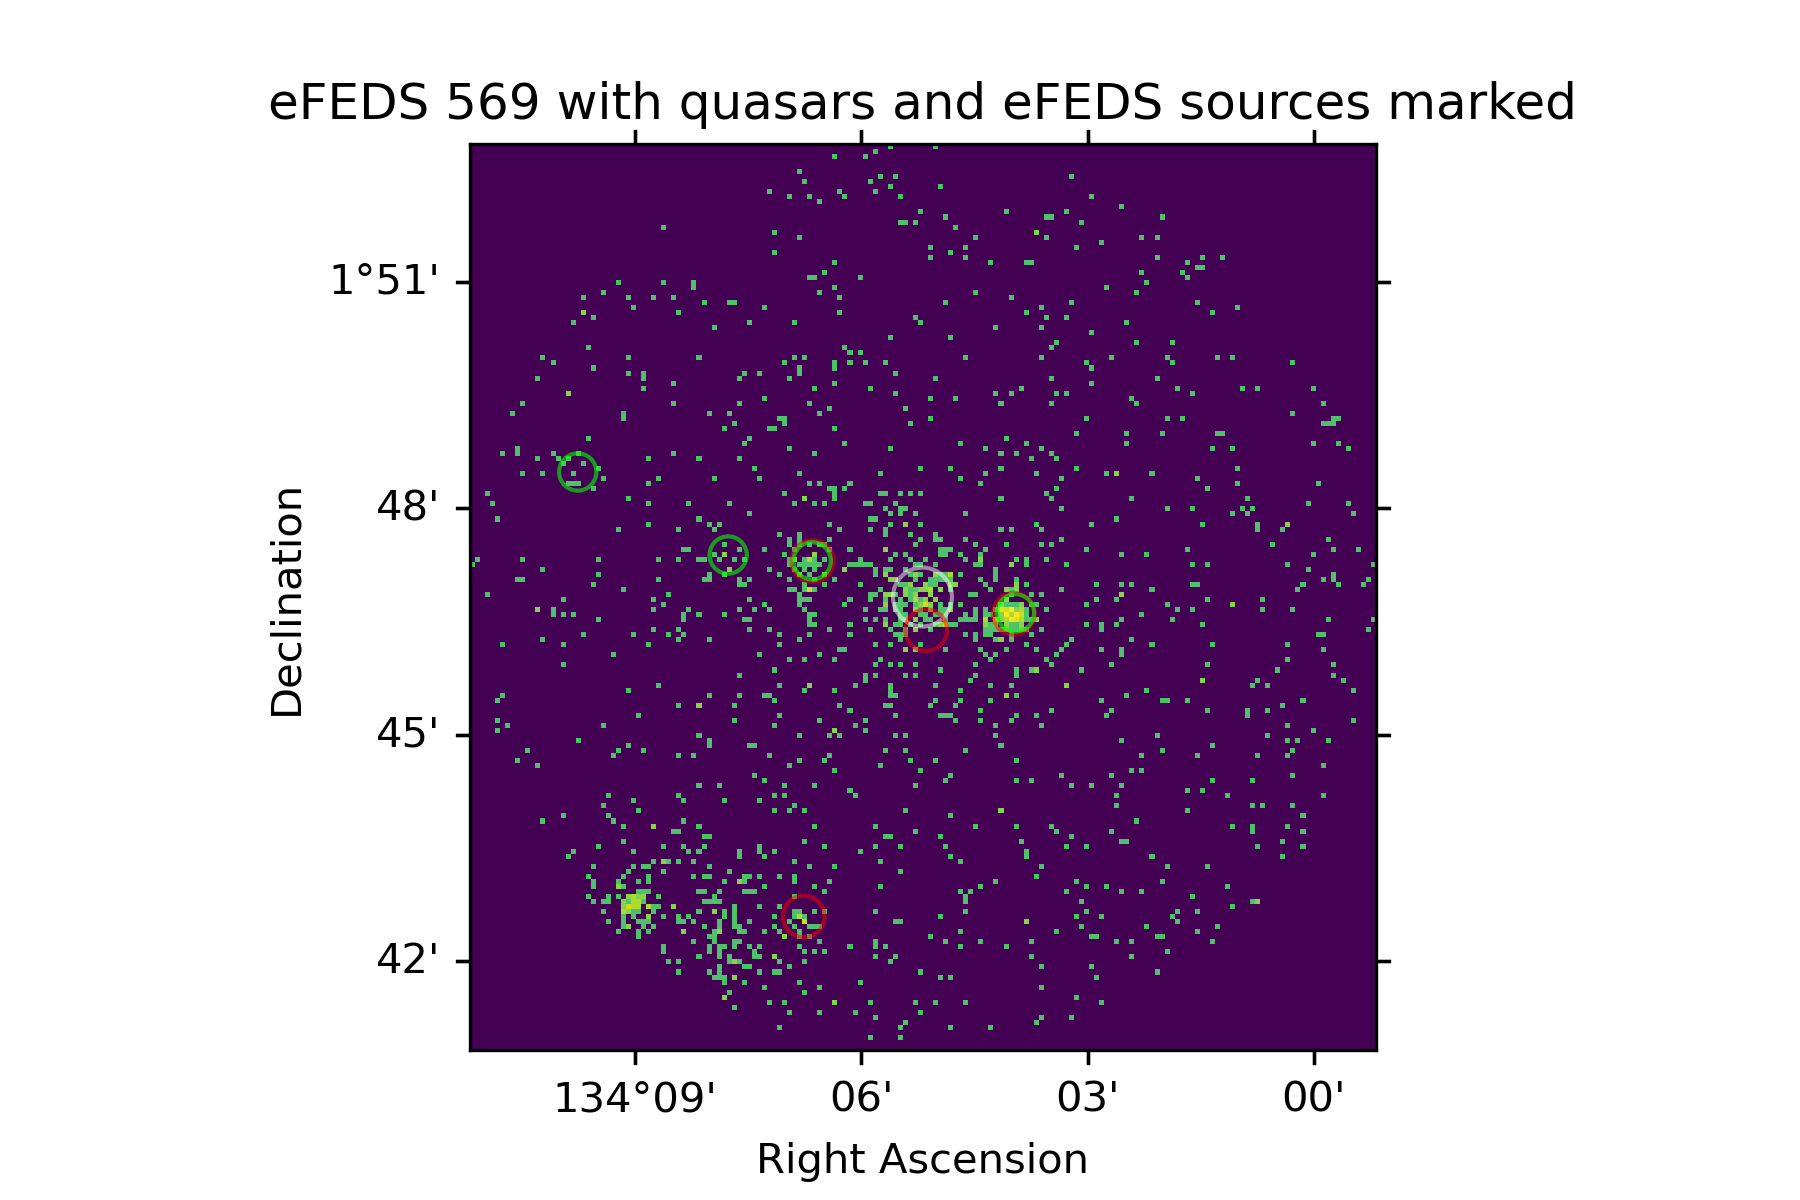 eFEDS 569 with quasars and eFEDS sources marked
1°51'
48'
45'
42'
Declination
134°09' 06' 03' 00'
Right Ascension